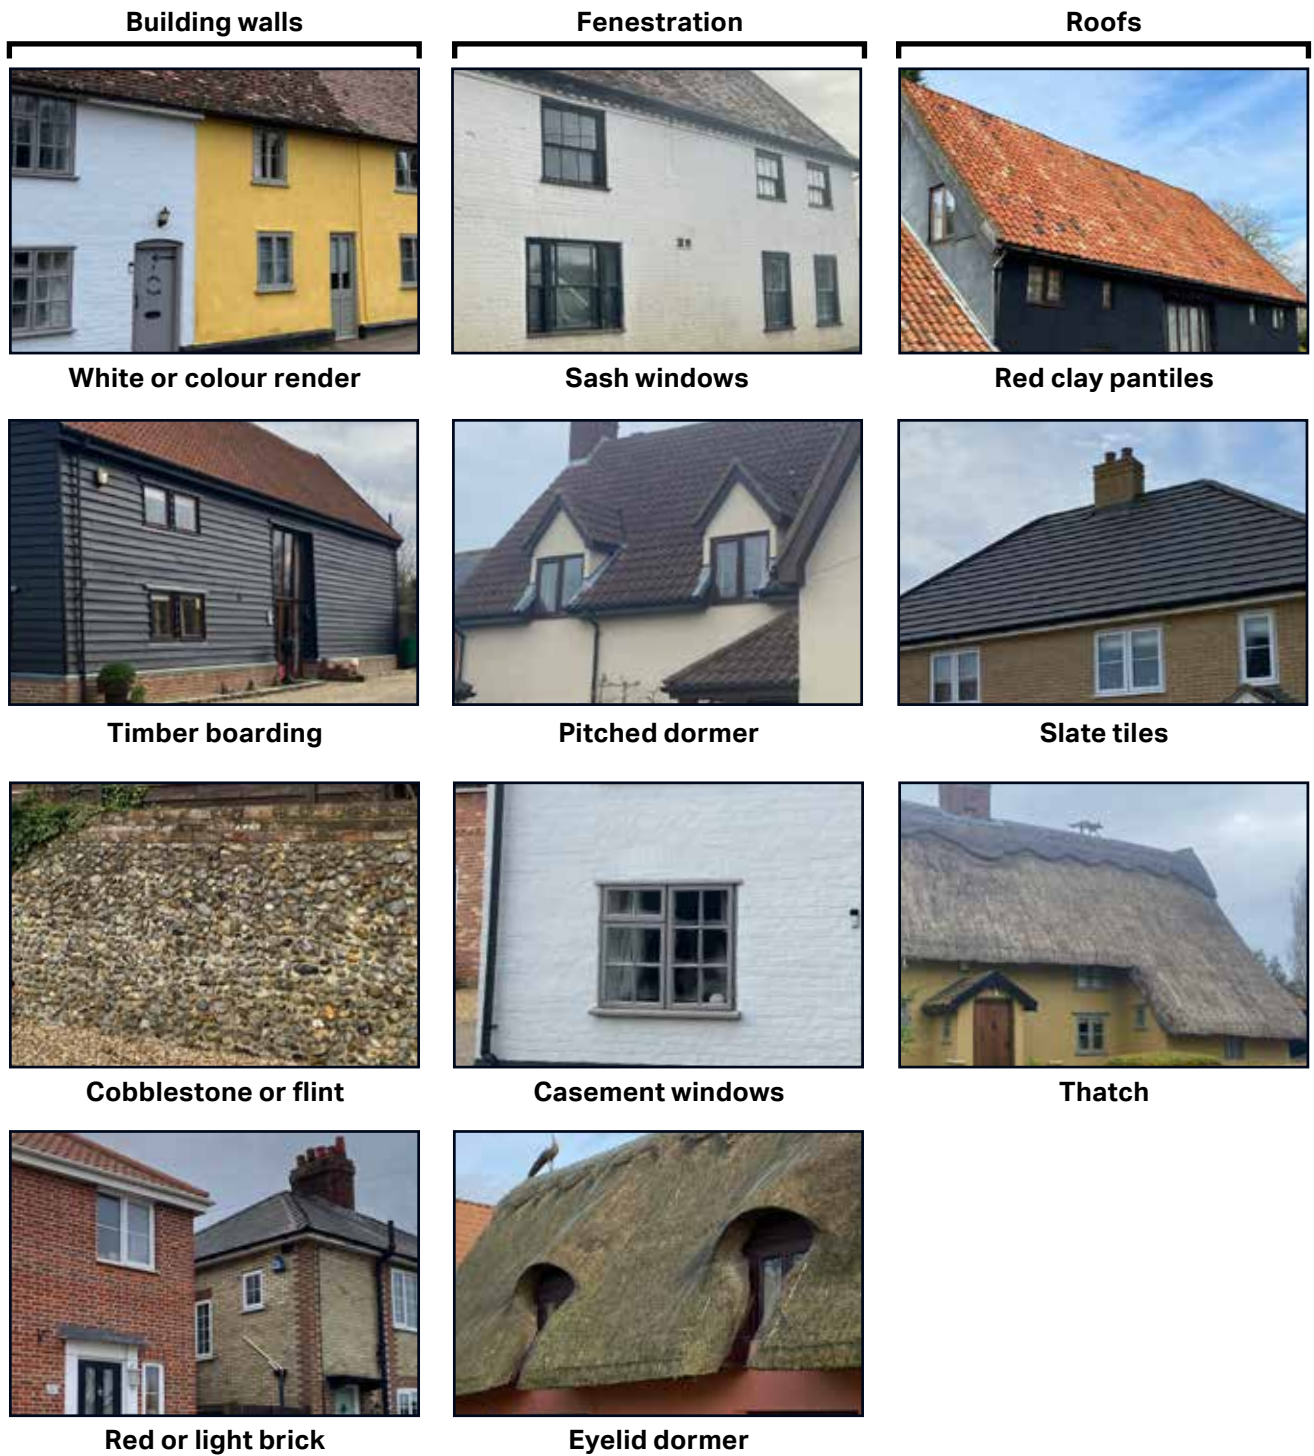 Building walls
Fenestration
Roofs
White or colour render
Sash windows
Red clay pantiles
Timber boarding
Pitched dormer
Slate tiles
Cobblestone or flint
Casement windows
Thatch
Red or light brick
Eyelid dormer